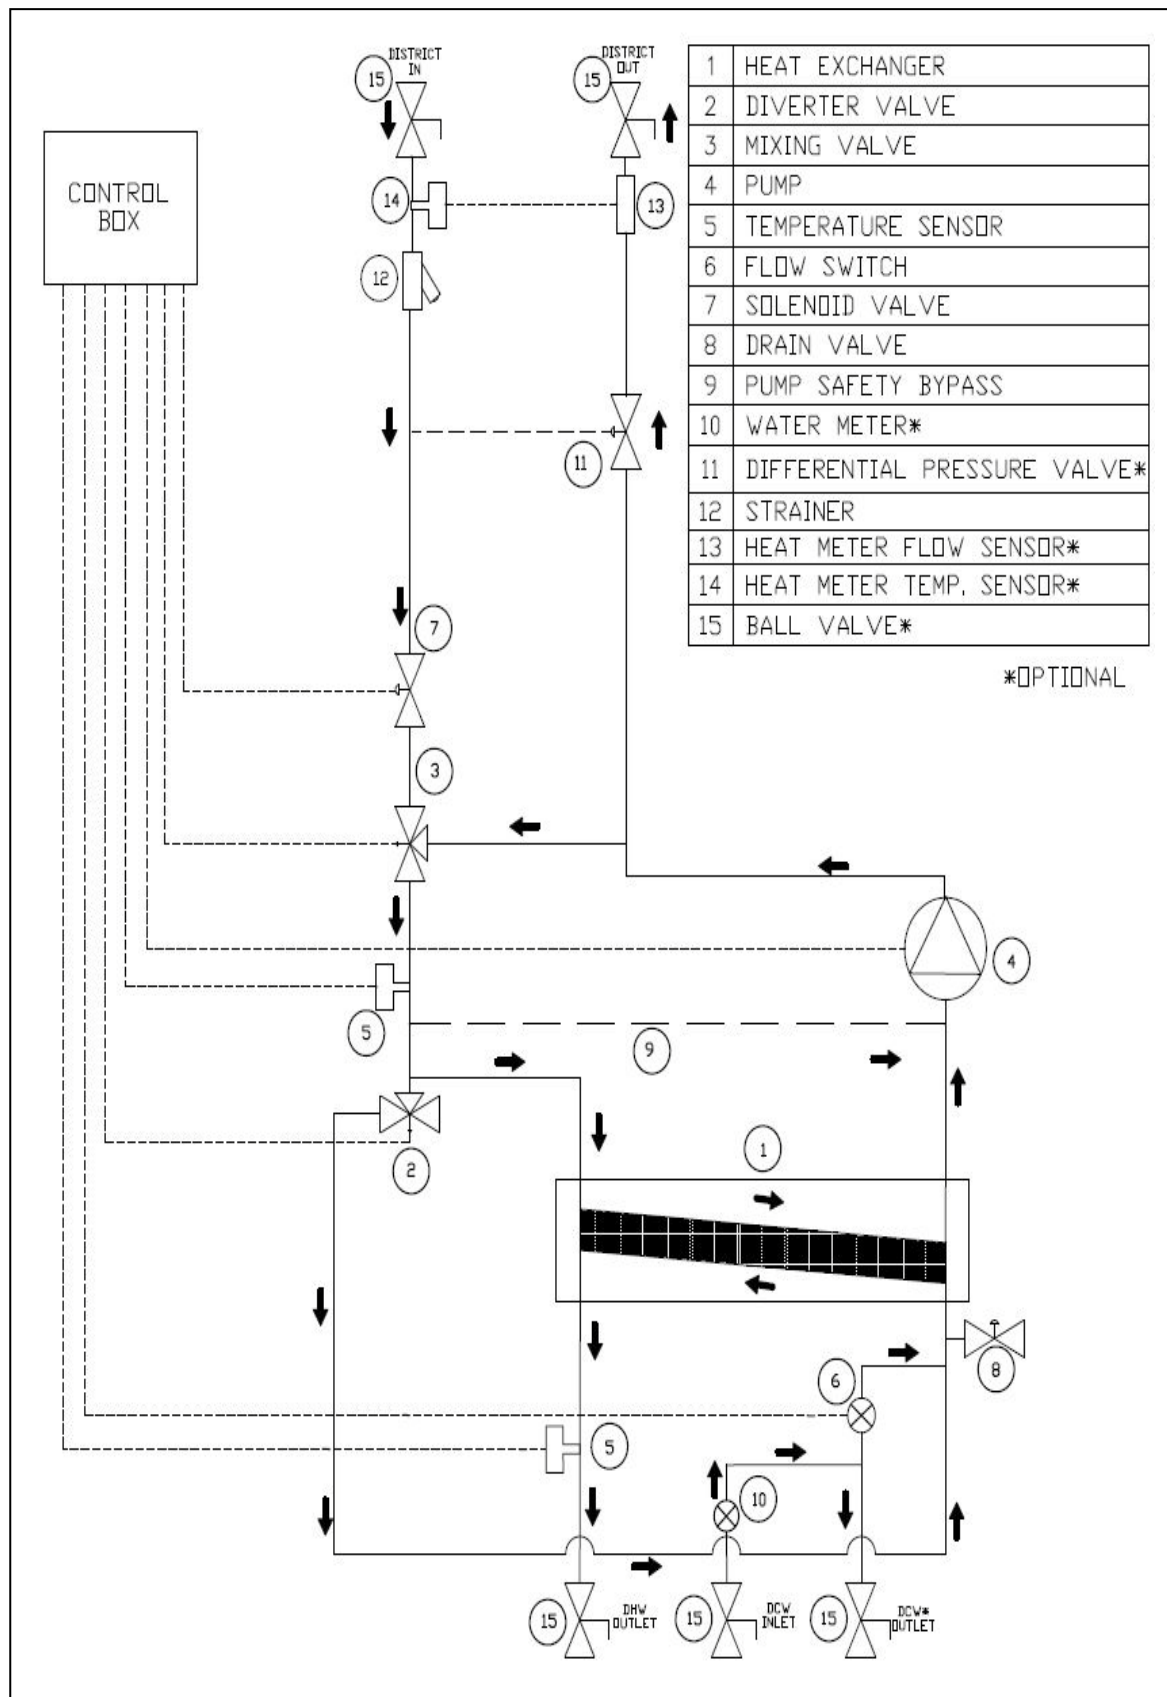 15
DISTRICT
IN
DISTRICT
OUT
15
CONTROL
BOX
14
13
12
11
7
3
4
5
9
2
1
8
6
5
10
15
DHW
OUTLET
15
DCW
INLET
15
DCW*
OUTLET
1 HEAT EXCHANGER
2 DIVERTER VALVE
3 MIXING VALVE
4 PUMP
5 TEMPERATURE SENSOR
6 FLOW SWITCH
7 SOLENOID VALVE
8 DRAIN VALVE
9 PUMP SAFETY BYPASS
10 WATER METER*
11 DIFFERENTIAL PRESSURE VALVE*
12 STRAINER
13 HEAT METER FLOW SENSOR*
14 HEAT METER TEMP. SENSOR*
15 BALL VALVE*
*OPTIONAL